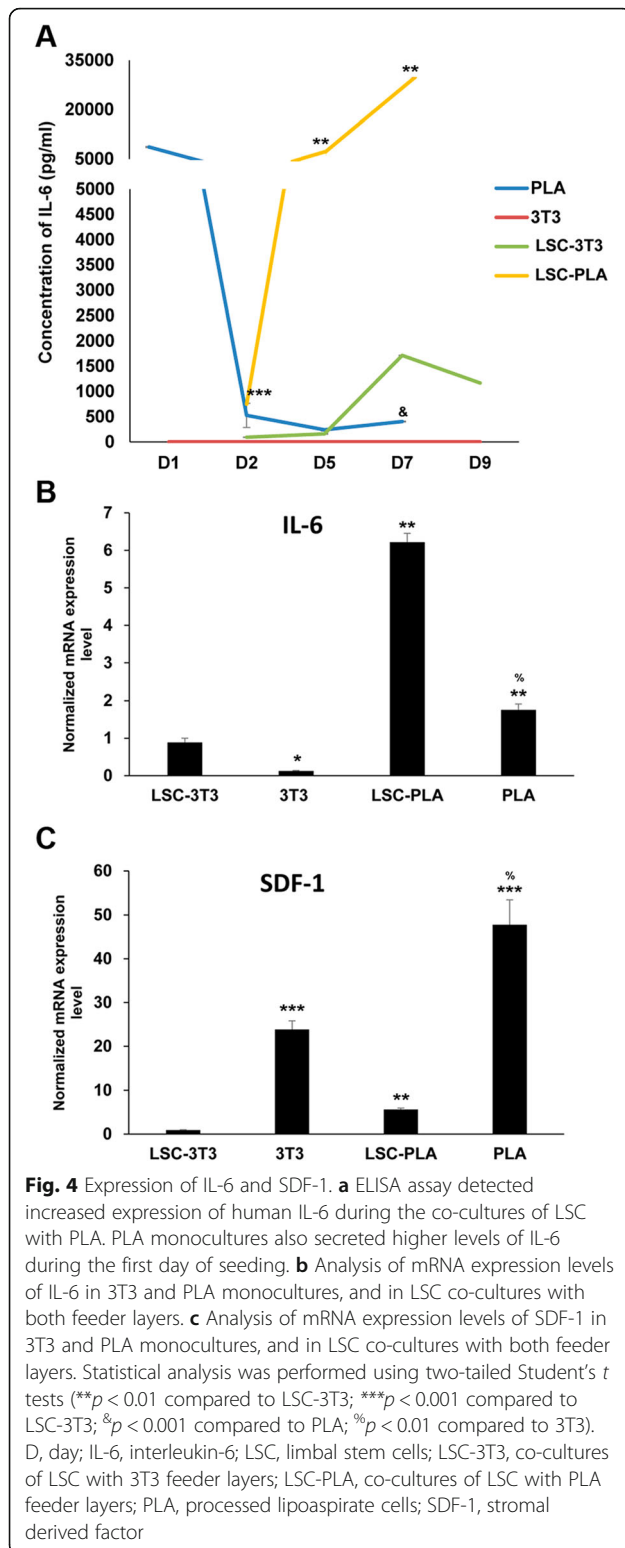 A
35000
20000
5000
5000
4500
4000
3500
3000
2500
2000
1500
1000
500
0
Concentration of IL-6 (pg/ml)
**
**
***
&
PLA
3T3
LSC-3T3
LSC-PLA
D1 D2 D5 D7 D9
B
IL-6
Normalized mRNA expression
level
7
6
5
4
3
2
1
0
*
**
%
**
LSC-3T3 3T3 LSC-PLA PLA
C
SDF-1
Normalized mRNA expression
level
60
50
40
30
20
10
0
***
**
%
***
LSC-3T3 3T3 LSC-PLA PLA
Fig. 4 Expression of IL-6 and SDF-1. a ELISA assay detected
increased expression of human IL-6 during the co-cultures of LSC
with PLA. PLA monocultures also secreted higher levels of IL-6
during the first day of seeding. b Analysis of mRNA expression levels
of IL-6 in 3T3 and PLA monocultures, and in LSC co-cultures with
both feeder layers. c Analysis of mRNA expression levels of SDF-1 in
3T3 and PLA monocultures, and in LSC co-cultures with both feeder
layers. Statistical analysis was performed using two-tailed Student's t
tests (**p < 0.01 compared to LSC-3T3; ***p < 0.001 compared to
LSC-3T3; &p < 0.001 compared to PLA; %p < 0.01 compared to 3T3).
D, day; IL-6, interleukin-6; LSC, limbal stem cells; LSC-3T3, co-cultures
of LSC with 3T3 feeder layers; LSC-PLA, co-cultures of LSC with PLA
feeder layers; PLA, processed lipoaspirate cells; SDF-1, stromal
derived factor